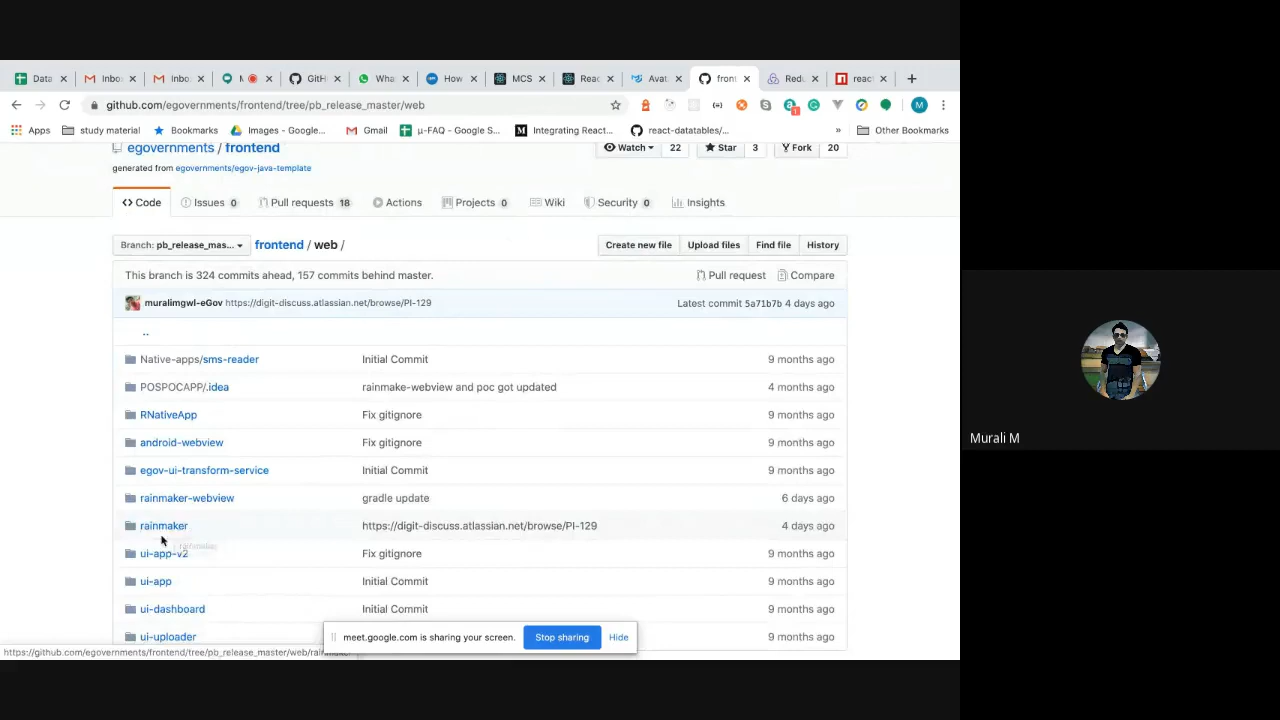 Data
Inbo
Inbo
M
GitH
Wha
How
MCS
Reac
Avat
front
Redu
reac
github.com/egovernments/frontend/tree/pb_release_master/web
M
Apps
study material
Bookmarks
Images - Google...
Gmail
µ-FAQ - Google S...
Integrating React...
react-datatables/...
»
Other Bookmarks
egovernments / frontend
Watch 22
Star 3
Fork 20
generated from egovernments/egov-java-template
Code
Issues 0
Pull requests 18
Actions
Projects 0
Wiki
Security 0
Insights
Branch: pb_release_mas...
frontend / web /
Create new file
Upload files
Find file
History
This branch is 324 commits ahead, 157 commits behind master.
Pull request
Compare
muralimgwl-eGov https://digit-discuss.atlassian.net/browse/PI-129
Latest commit 5a71b7b 4 days ago
..
Native-apps/sms-reader Initial Commit 9 months ago
POSPOCAPP/.idea rainmake-webview and poc got updated 4 months ago
RNativeApp Fix gitignore 9 months ago
android-webview Fix gitignore 9 months ago
egov-ui-transform-service Initial Commit 9 months ago
rainmaker-webview gradle update 6 days ago
rainmaker https://digit-discuss.atlassian.net/browse/PI-129 4 days ago
ui-app-v2 Fix gitignore 9 months ago
ui-app Initial Commit 9 months ago
ui-dashboard Initial Commit 9 months ago
ui-uploader 9 months ago
meet.google.com is sharing your screen.
Stop sharing
Hide
https://github.com/egovernments/frontend/tree/pb_release_master/web/rainmaker
Murali M